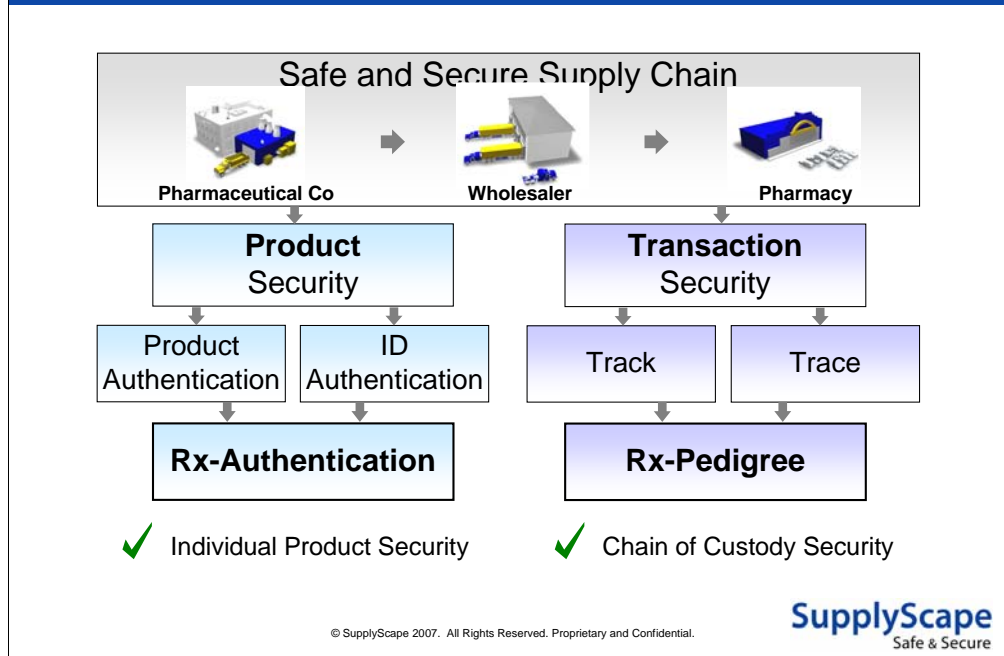 Safe and Secure Supply Chain
Pharmaceutical Co
Wholesaler
Pharmacy
Product
Security
Transaction
Security
Product
Authentication
ID
Authentication
Track
Trace
Rx-Authentication
Rx-Pedigree
Individual Product Security
Chain of Custody Security
© SupplyScape 2007. All Rights Reserved. Proprietary and Confidential.
SupplyScape
Safe & Secure